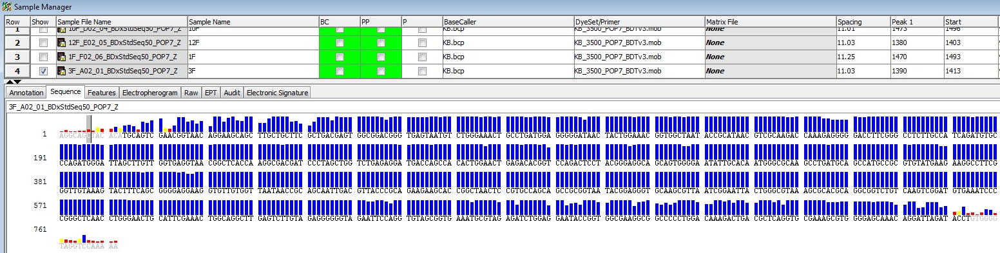 Sample Manager
Row Show Sample File Name Sample Name BC PP P BaseCaller DyeSet/Primer Matrix File Spacing Peak 1 Start
1 10F_D02_04_BDxStdSeq50_POP7_Z 10F KB.bcp KB_3500_POP7_BDTv3.mob None 11.01 1473 1496
2 12F_E02_05_BDxStdSeq50_POP7_Z 12F KB.bcp KB_3500_POP7_BDTv3.mob None 11.03 1380 1403
3 1F_F02_06_BDxStdSeq50_POP7_Z 1F KB.bcp KB_3500_POP7_BDTv3.mob None 11.25 1470 1493
4 3F_A02_01_BDxStdSeq50_POP7_Z 3F KB.bcp KB_3500_POP7_BDTv3.mob None 11.03 1390 1413
Annotation Sequence Features Electropherogram Raw EPT Audit Electronic Signature
3F_A02_01_BDxStdSeq50_POP7_Z
1 ACATGCAGTC GAACGGTAAC AGGAAGCAGC TTGCTGCTTC GCTGACGAGT GGCGGACGGG TGAGTAATGT CTGGGAAACT GCCTGATGGA GGGGGATAAC TACTGGAAAC GGTGGCTAAT ACCGCATAAC GTCGCAAGAC CAAAGAGGGG GACCTTCGGG CCTCTTGCCA TCAGATGTGC
191 CCAGATGGGA TTAGCTTGTT GGTGAGGTAA CGGCTCACCA AGGCGACGAT CCCTAGCTGG TCTGAGAGGA TGACCAGCCA CACTGGAACT GAGACACGGT CCAGACTCCT ACGGGAGGCA GCAGTGGGGA ATATTGCACA ATGGGCGCAA GCCTGATGCA GCCATGCCGC GTGTATGAAG AAGGCCTTCG
381 GGTTGTAAAG TACTTTCAGC GGGGAGGAAG GTGTTGTGGT TAATAACCGC AGCAATTGAC GTTACCCGCA GAAGAAGCAC CGGCTAACTC CGTGCCAGCA GCCGCGGTAA TACGGAGGGT GCAAGCGTTA ATCGGAATTA CTGGGCGTAA AGCGCACGCA GGCGGTCTGT CAAGTCGGAT GTGAAATCCC
571 CGGGCTCAAC CTGGGAACTG CATTCGAAAC TGGCAGGCTT GAGTCTTGTA GAGGGGGGTA GAATTCCAGG TGTAGCGGTG AAATGCGTAG AGATCTGGAG GAATACCGGT GGCGAAGGCG GCCCCCTGGA CAAAGACTGA CGCTCAGGTG CGAAAGCGTG GGGAGCAAAC AGGATTAGAT ACCTGTGGGG
761 TAGGTCCAAA AA